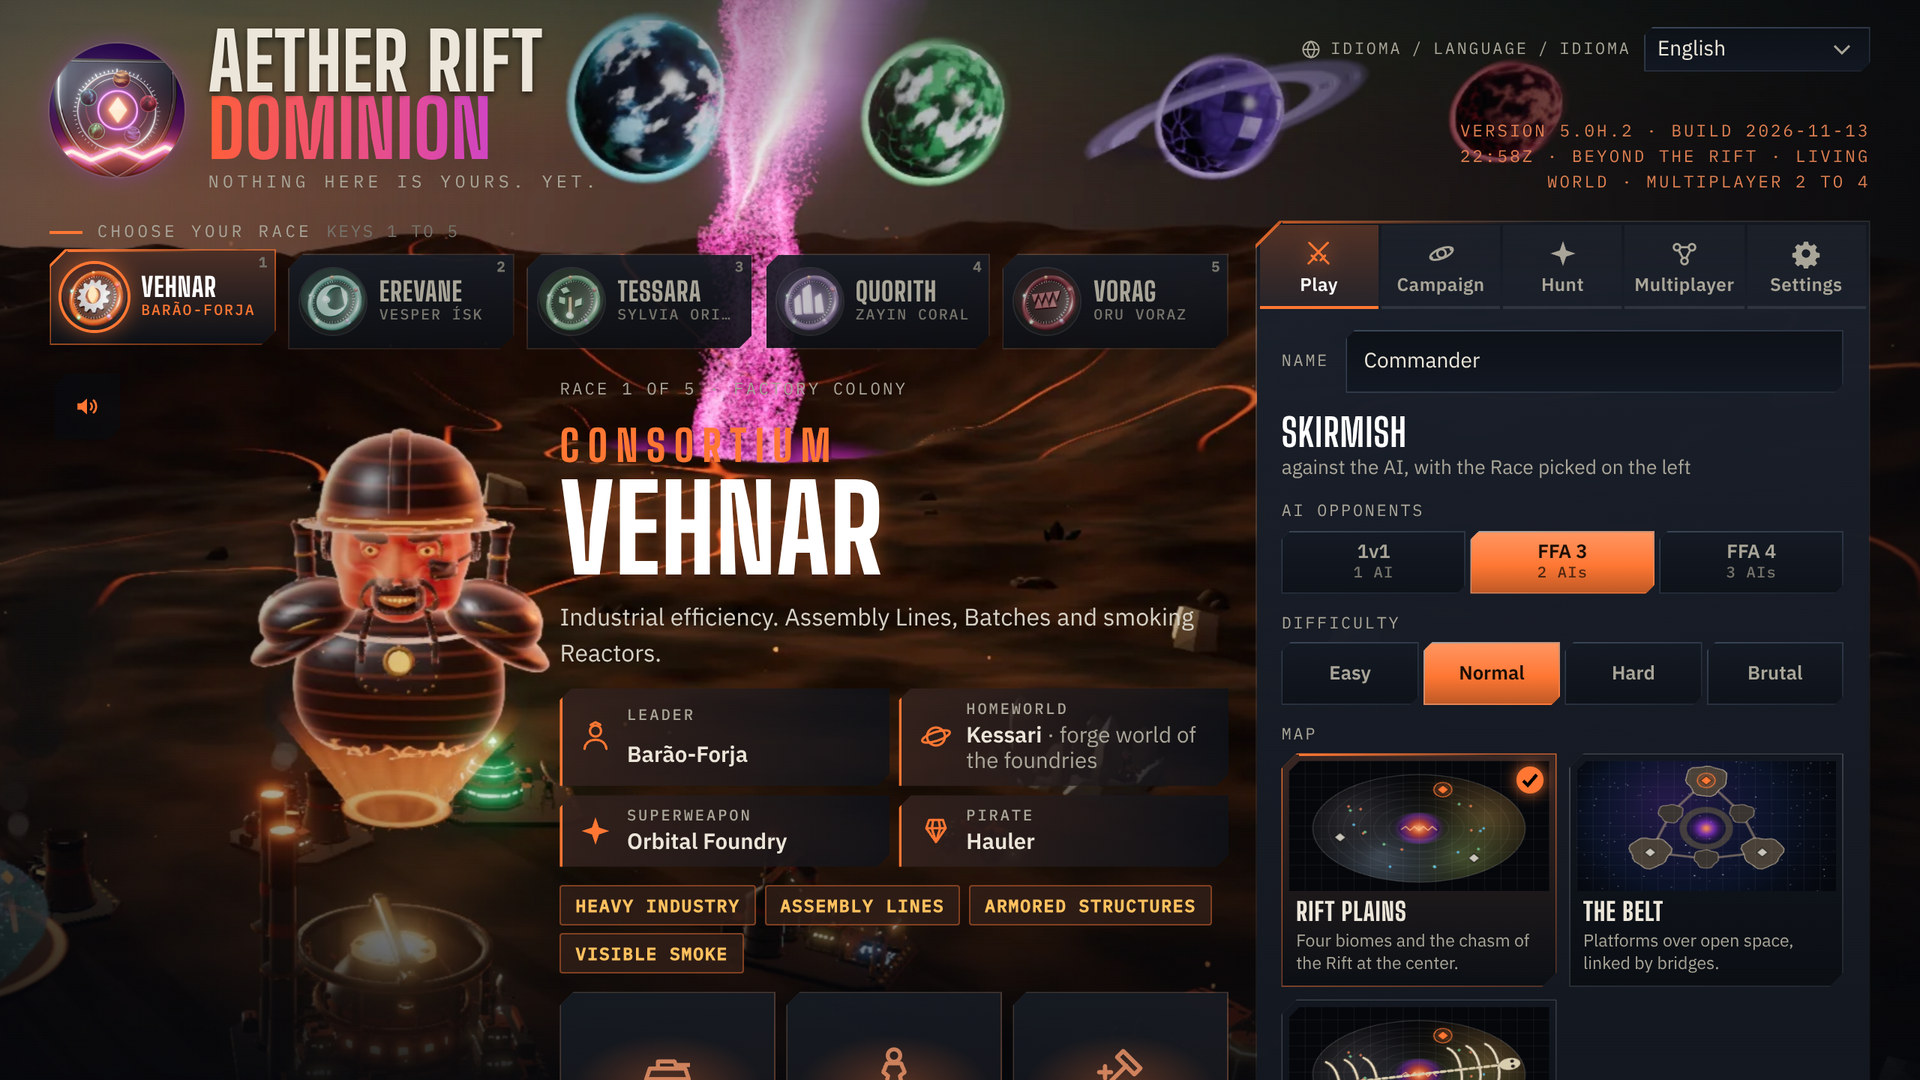 AETHER RIFT
DOMINION
NOTHING HERE IS YOURS. YET.
IDIOMA / LANGUAGE / IDIOMA
English
VERSION 5.0H.2 · BUILD 2026-11-13
22:58Z · BEYOND THE RIFT · LIVING
WORLD · MULTIPLAYER 2 TO 4
CHOOSE YOUR RACE KEYS 1 TO 5
VEHNAR
BARÃO-FORJA
1
EREVANE
VESPER ÍSK
2
TESSARA
SYLVIA ORI…
3
QUORITH
ZAYIN CORAL
4
VORAG
ORU VORAZ
5
RACE 1 OF 5 · FACTORY COLONY
CONSORTIUM
VEHNAR
Industrial efficiency. Assembly Lines, Batches and smoking
Reactors.
LEADER
Barão-Forja
HOMEWORLD
Kessari · forge world of
the foundries
SUPERWEAPON
Orbital Foundry
PIRATE
Hauler
HEAVY INDUSTRY
ASSEMBLY LINES
ARMORED STRUCTURES
VISIBLE SMOKE
Play
Campaign
Hunt
Multiplayer
Settings
NAME
Commander
SKIRMISH
against the AI, with the Race picked on the left
AI OPPONENTS
1v1
1 AI
FFA 3
2 AIs
FFA 4
3 AIs
DIFFICULTY
Easy
Normal
Hard
Brutal
MAP
RIFT PLAINS
Four biomes and the chasm of
the Rift at the center.
THE BELT
Platforms over open space,
linked by bridges.